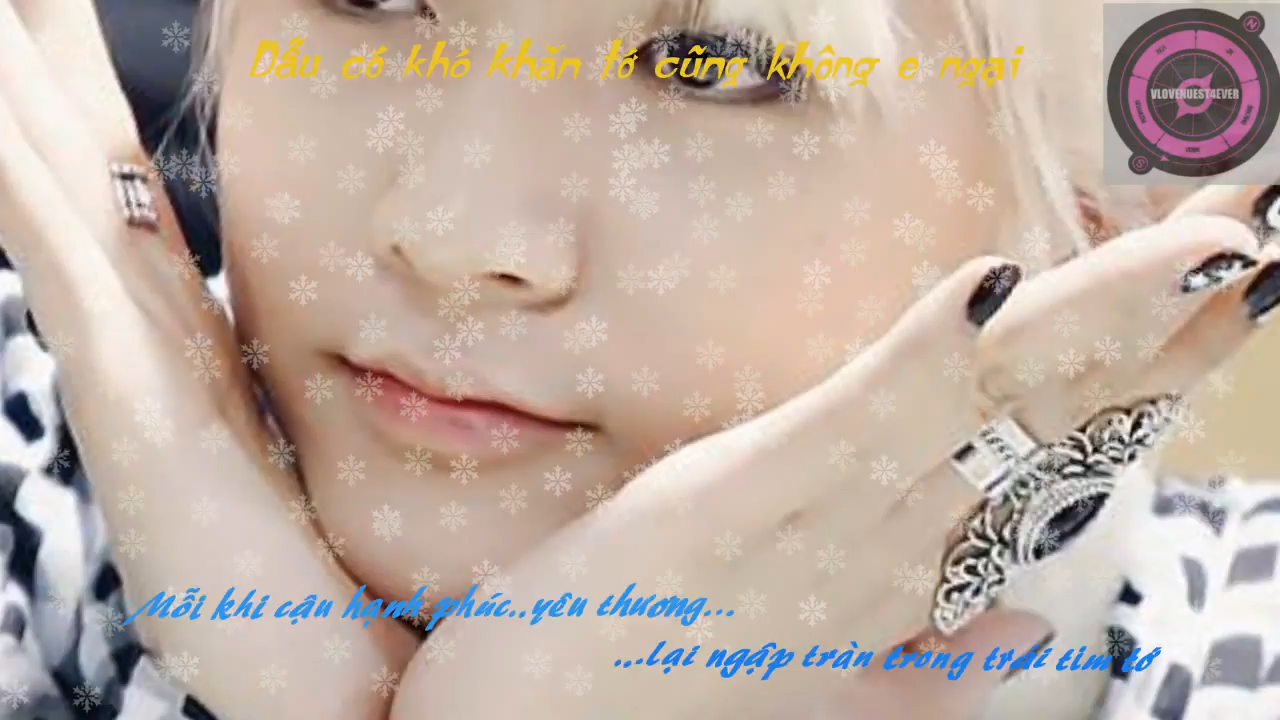 Dẫu có khó khăn tớ cũng không e ngại
VLOVENUEST4EVER
Mỗi khi cậu hạnh phúc..yêu thương...
...lại ngập tràn trong trái tim tớ